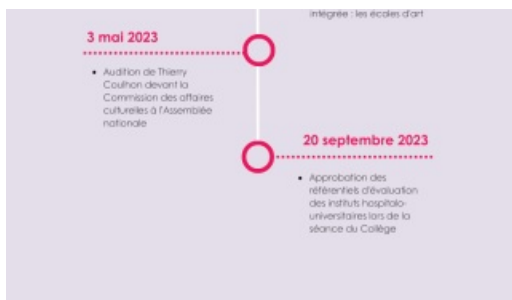 intégrée : les écoles d'art
3 mai 2023
• Audition de Thierry
Coulhon devant la
Commission des affaires
culturelles à l'Assemblée
nationale
20 septembre 2023
• Approbation des
référentiels d'évaluation
des instituts hospitalo-
universitaires lors de la
séance du Collège